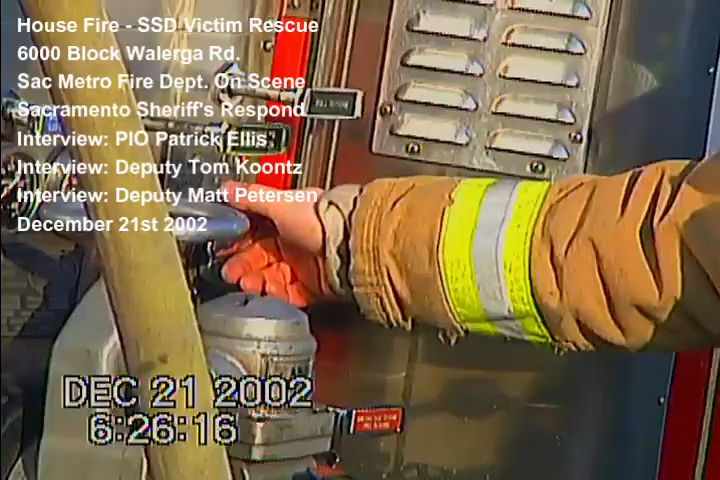 House Fire - SSD Victim Rescue
6000 Block Walerga Rd.
Sac Metro Fire Dept. On Scene
Sacramento Sheriff's Respond
Interview: PIO Patrick Ellis
Interview: Deputy Tom Koontz
Interview: Deputy Matt Petersen
December 21st 2002
DEC 21 2002
6:26:16